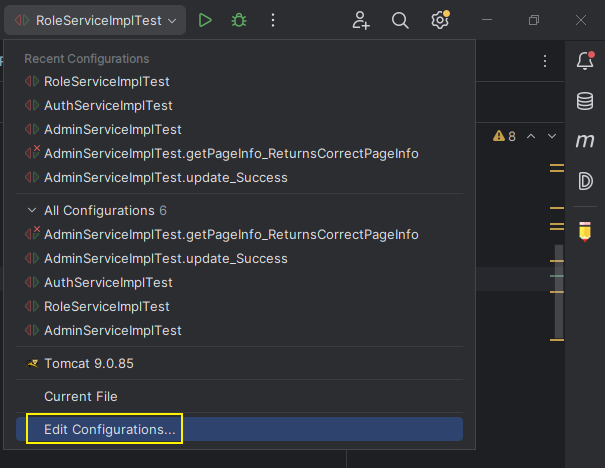 RoleServiceImplTest
Recent Configurations
RoleServiceImplTest
AuthServiceImplTest
AdminServiceImplTest
AdminServiceImplTest.getPageInfo_ReturnsCorrectPageInfo
AdminServiceImplTest.update_Success
All Configurations 6
AdminServiceImplTest.getPageInfo_ReturnsCorrectPageInfo
AdminServiceImplTest.update_Success
AuthServiceImplTest
RoleServiceImplTest
AdminServiceImplTest
Tomcat 9.0.85
Current File
Edit Configurations...
8
m
D